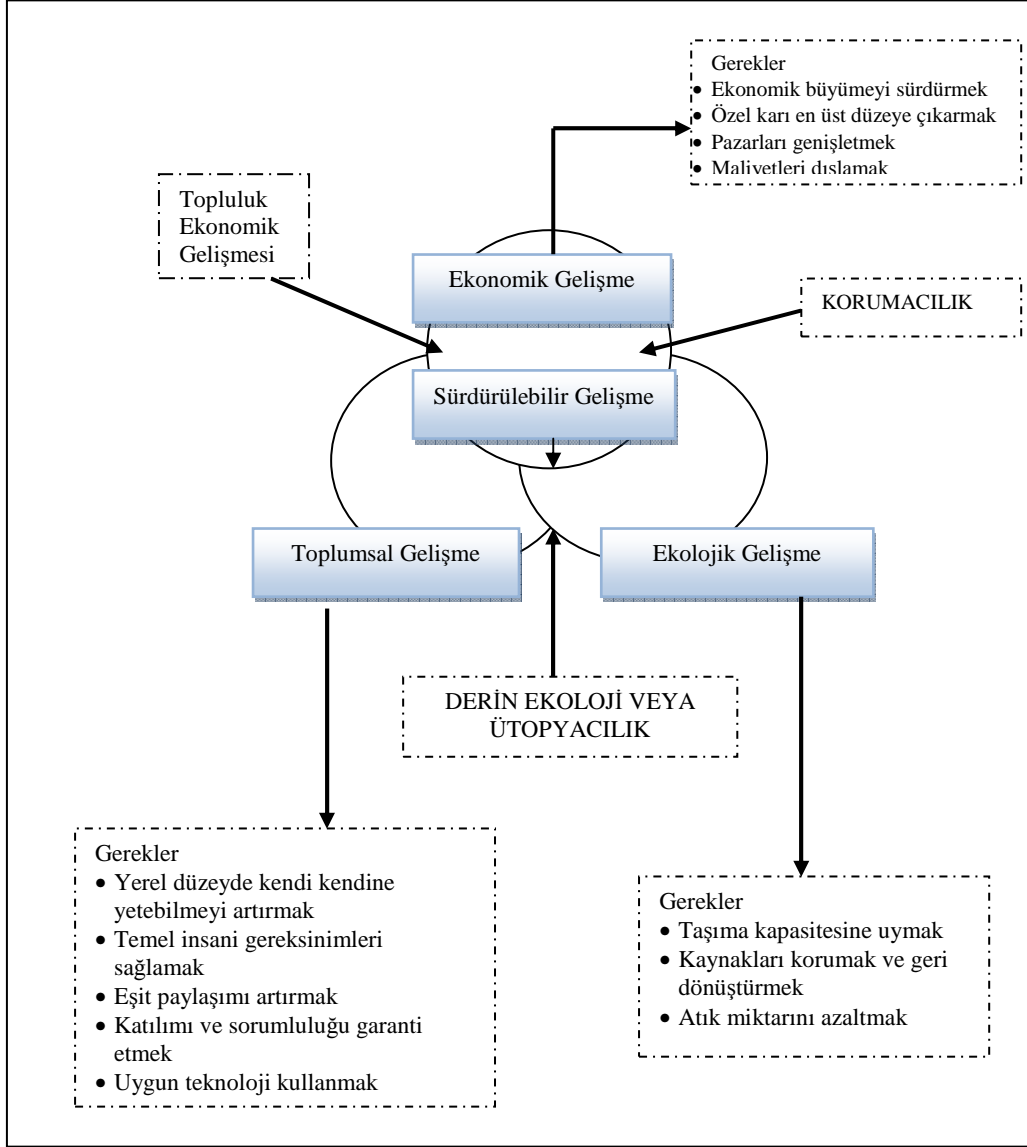 Gerekler
• Ekonomik büyümeyi sürdürmek
• Özel karı en üst düzeye çıkarmak
• Pazarları genişletmek
• Maliyetleri dışlamak
Topluluk
Ekonomik
Gelişmesi
Ekonomik Gelişme
KORUMACILIK
Sürdürülebilir Gelişme
Toplumsal Gelişme
Ekolojik Gelişme
DERİN EKOLOJİ VEYA
ÜTOPYACILIK
Gerekler
• Yerel düzeyde kendi kendine
yetebilmeyi artırmak
• Temel insani gereksinimleri
sağlamak
• Eşit paylaşımı artırmak
• Katılımı ve sorumluluğu garanti
etmek
• Uygun teknoloji kullanmak
Gerekler
• Taşıma kapasitesine uymak
• Kaynakları korumak ve geri
dönüştürmek
• Atık miktarını azaltmak